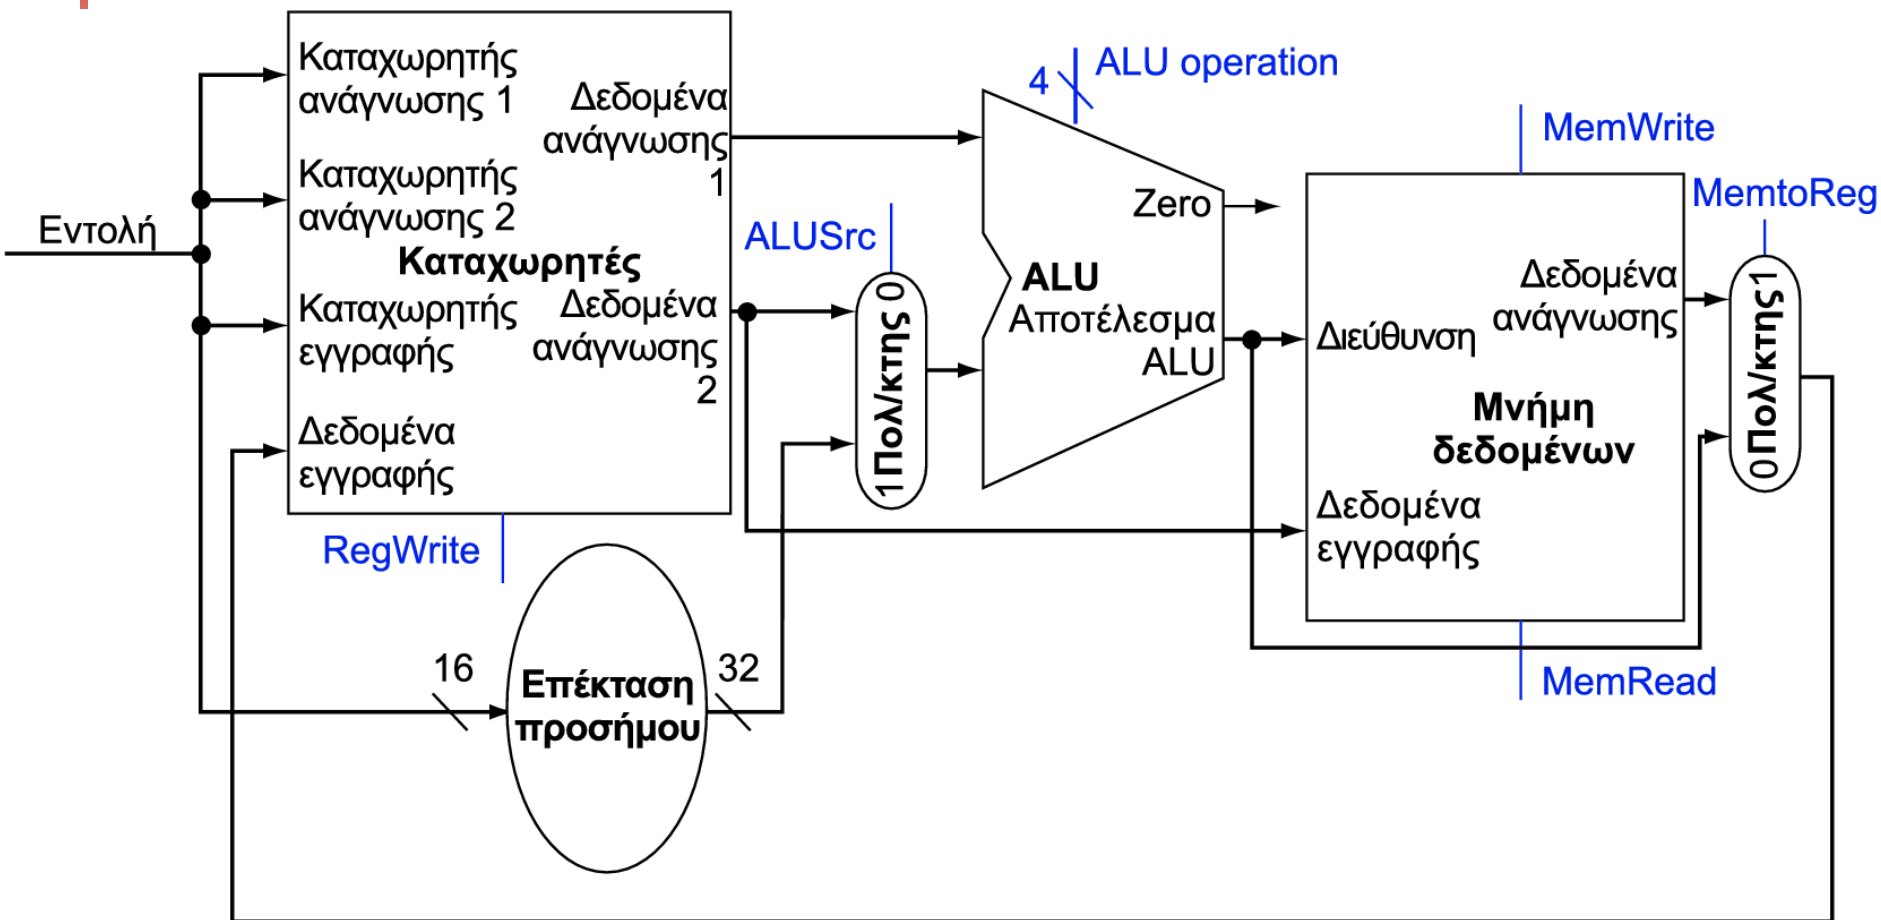 Εντολή
Καταχωρητής
ανάγνωσης 1
Καταχωρητής
ανάγνωσης 2
Καταχωρητές
Καταχωρητής
εγγραφής
Δεδομένα
εγγραφής
Δεδομένα
ανάγνωσης
1
Δεδομένα
ανάγνωσης
2
RegWrite
16
Επέκταση
προσήμου
32
ALUSrc
0
Πολ/κτης
1
4
ALU operation
Zero
ALU
Αποτέλεσμα
ALU
MemWrite
Διεύθυνση
Δεδομένα
ανάγνωσης
Μνήμη
δεδομένων
Δεδομένα
εγγραφής
MemRead
MemtoReg
1
Πολ/κτης
0